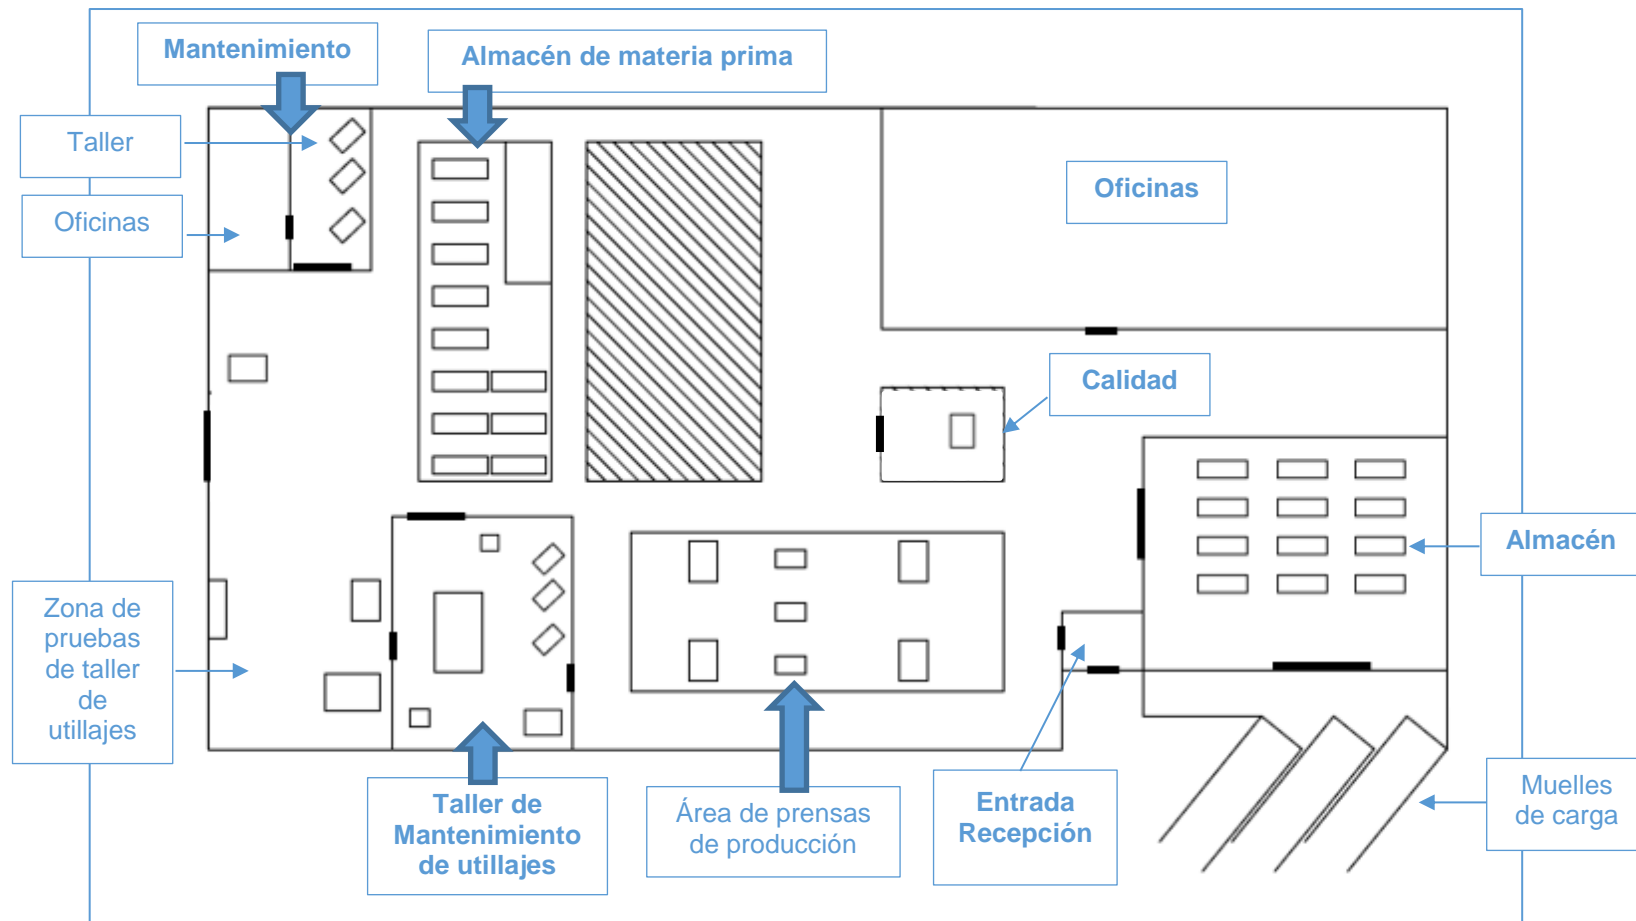 Mantenimiento
Almacén de materia prima
Taller
Oficinas
Oficinas
Calidad
Almacén
Zona de
pruebas
de taller
de
utillajes
Taller de
Mantenimiento
de utillajes
Área de prensas
de producción
Entrada
Recepción
Muelles
de carga